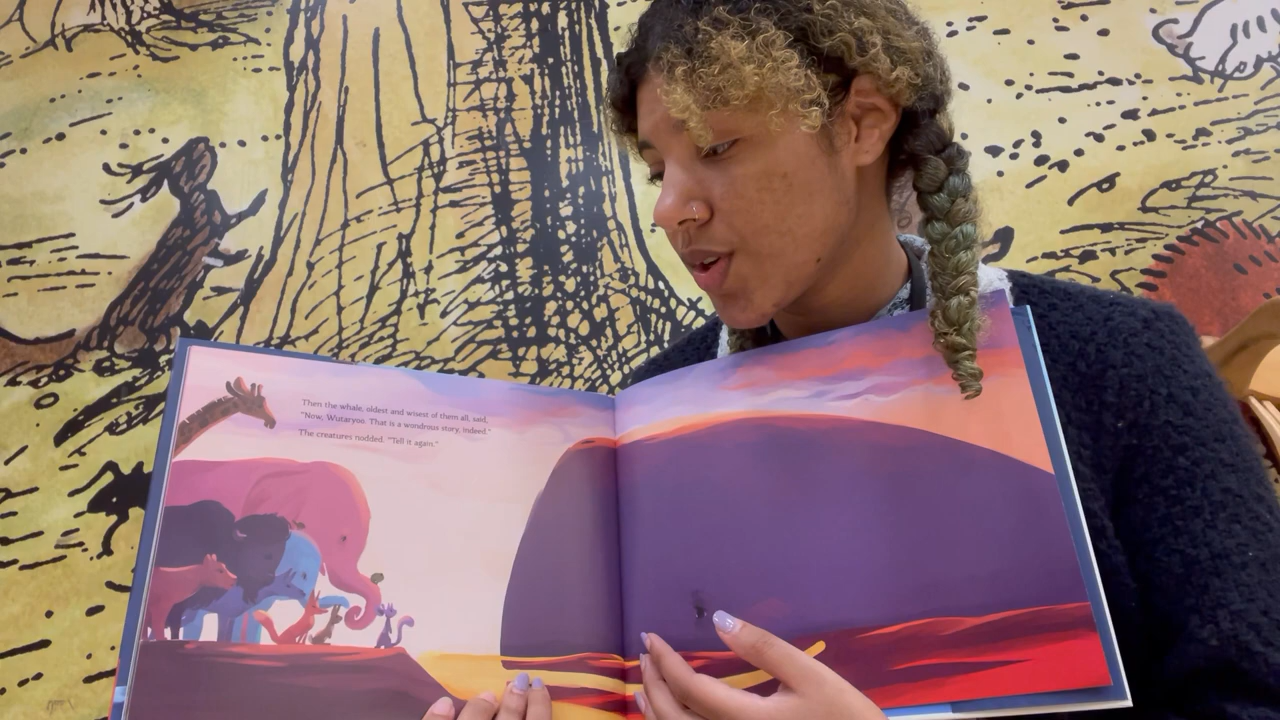 Then the whale, oldest and wisest of them all, said,
"Now, Wutaryoo. That is a wondrous story, indeed."
The creatures nodded. "Tell it again."